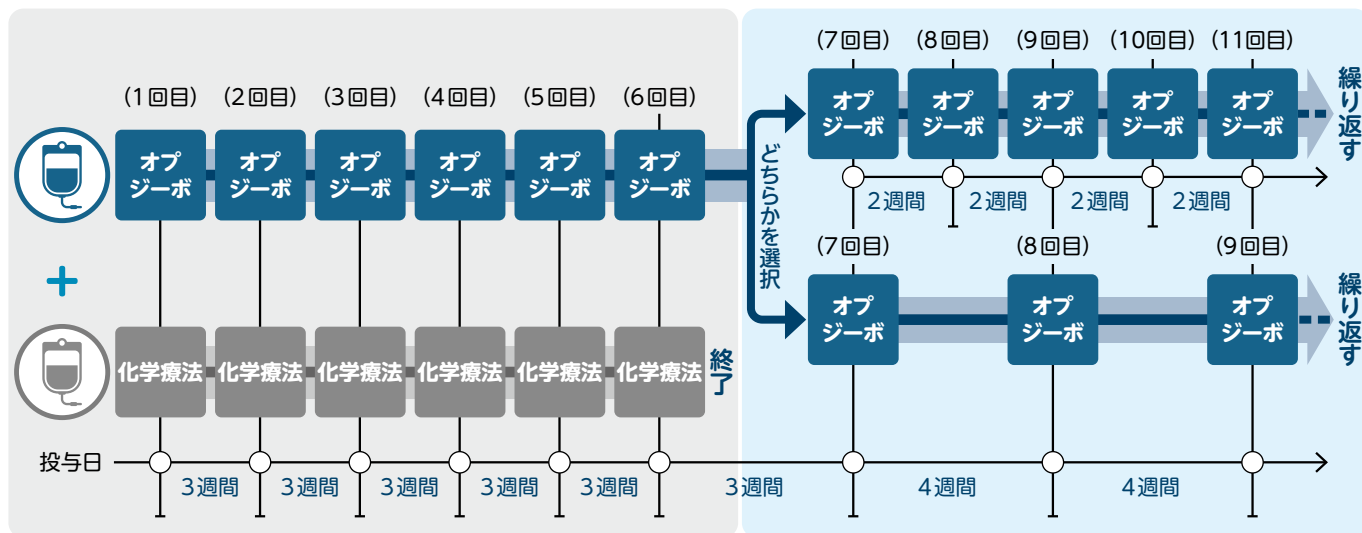 (7回目) (8回目) (9回目) (10回目) (11回目)
オプ
ジーボ
オプ
ジーボ
オプ
ジーボ
オプ
ジーボ
オプ
ジーボ
繰り返す
2週間 2週間 2週間 2週間
(1回目) (2回目) (3回目) (4回目) (5回目) (6回目)
オプ
ジーボ
オプ
ジーボ
オプ
ジーボ
オプ
ジーボ
オプ
ジーボ
オプ
ジーボ
どちらかを選択
(7回目) (8回目) (9回目)
オプ
ジーボ
オプ
ジーボ
オプ
ジーボ
繰り返す
+
化学療法 化学療法 化学療法 化学療法 化学療法 化学療法
終了
投与日
3週間 3週間 3週間 3週間 3週間 3週間 4週間 4週間